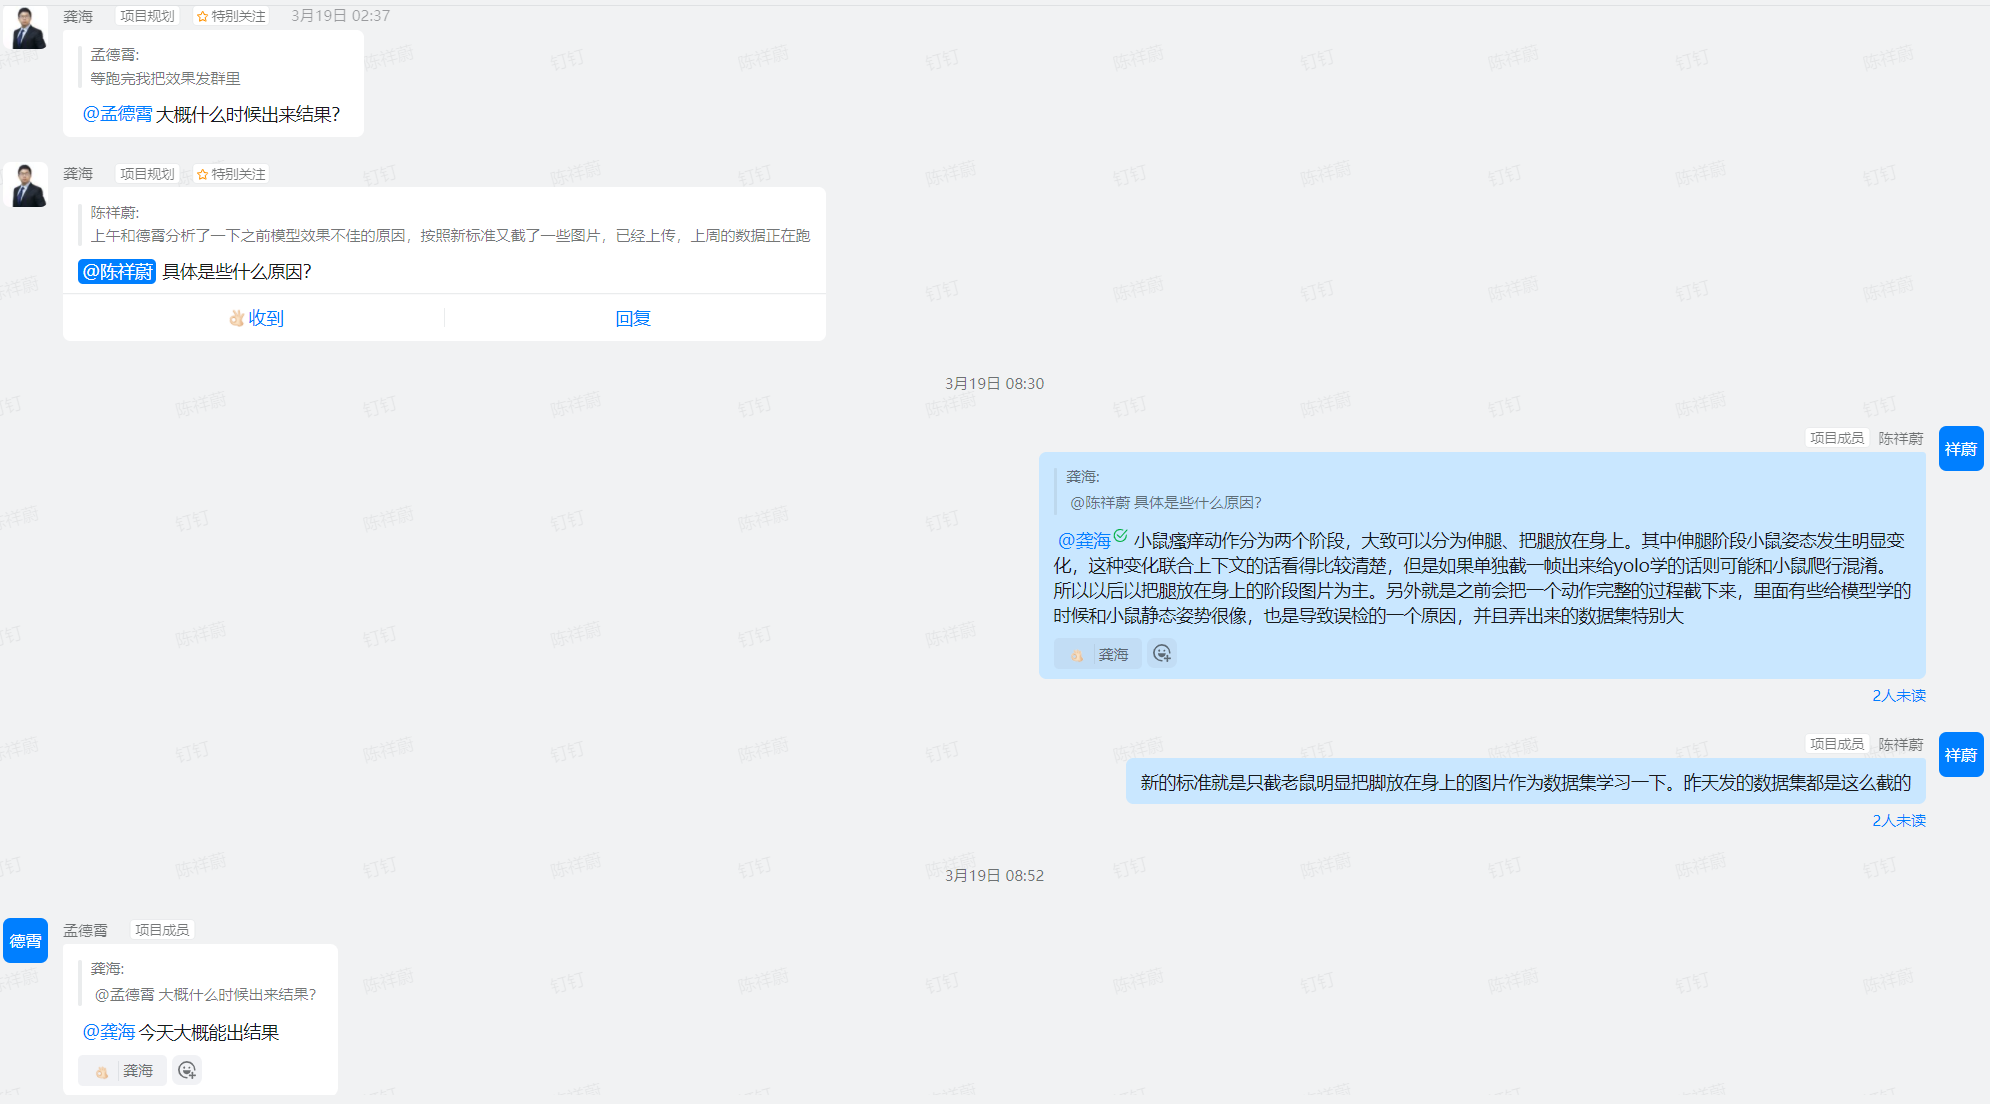 龚海 项目规划 特别关注 3月19日 02:37
孟德霄:
等跑完我把效果发群里
@孟德霄 大概什么时候出来结果?
龚海 项目规划 特别关注
陈祥蔚:
上午和德霄分析了一下之前模型效果不佳的原因，按照新标准又截了一些图片，已经上传，上周的数据正在跑
@陈祥蔚 具体是些什么原因?
收到 回复
3月19日 08:30
项目成员 陈祥蔚
祥蔚
龚海:
@陈祥蔚 具体是些什么原因?
@龚海 小鼠瘙痒动作分为两个阶段，大致可以分为伸腿、把腿放在身上。其中伸腿阶段小鼠姿态发生明显变
化，这种变化联合上下文的话看得比较清楚，但是如果单独截一帧出来给yolo学的话则可能和小鼠爬行混淆。
所以以后以把腿放在身上的阶段图片为主。另外就是之前会把一个动作完整的过程截下来，里面有些给模型学的
时候和小鼠静态姿势很像，也是导致误检的一个原因，并且弄出来的数据集特别大
龚海
2人未读
项目成员 陈祥蔚
祥蔚
新的标准就是只截老鼠明显把脚放在身上的图片作为数据集学习一下。昨天发的数据集都是这么截的
2人未读
3月19日 08:52
德霄
孟德霄 项目成员
龚海:
@孟德霄 大概什么时候出来结果?
@龚海 今天大概能出结果
龚海